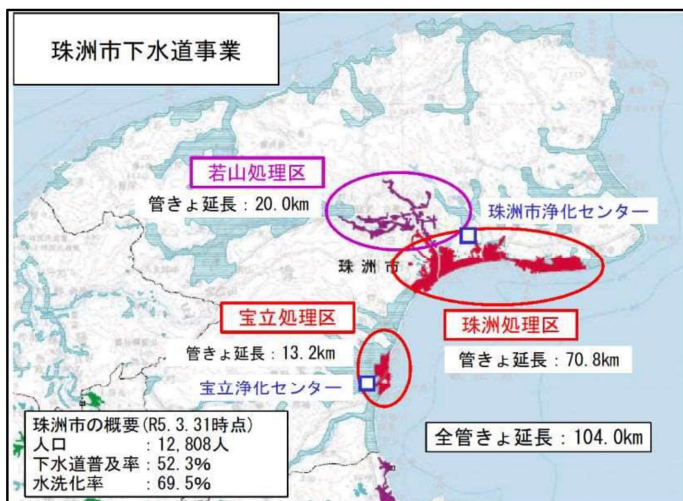 珠洲市下水道事業
若山処理区
管きょ延長：20.0km
珠洲市浄化センター
珠洲市
宝立処理区
珠洲処理区
管きょ延長：13.2km
管きょ延長：70.8km
宝立浄化センター
珠洲市の概要(R5.3.31時点)
人口　　　　：12,808人
下水道普及率：52.3%
水洗化率　　：69.5%
全管きょ延長：104.0km